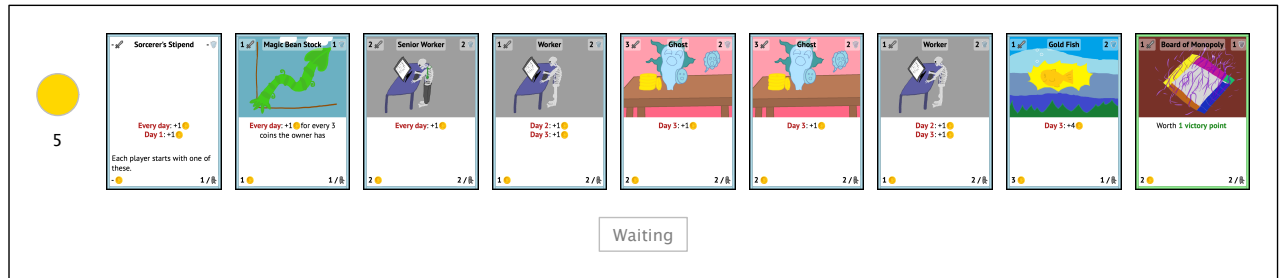 5
- Sorcerer's Stipend -
Every day: +1
Day 1: +1
Each player starts with one of
these.
- 1 /
1 Magic Bean Stock 1
Every day: +1 for every 3
coins the owner has
1 1 /
2 Senior Worker 2
Every day: +1
2 2 /
1 Worker 2
Day 2: +1
Day 3: +1
1 2 /
3 Ghost 2
Day 3: +1
2 2 /
3 Ghost 2
Day 3: +1
2 2 /
1 Worker 2
Day 2: +1
Day 3: +1
1 2 /
1 Gold Fish 2
Day 3: +4
3 1 /
1 Board of Monopoly 1
Worth 1 victory point
2 2 /
Waiting